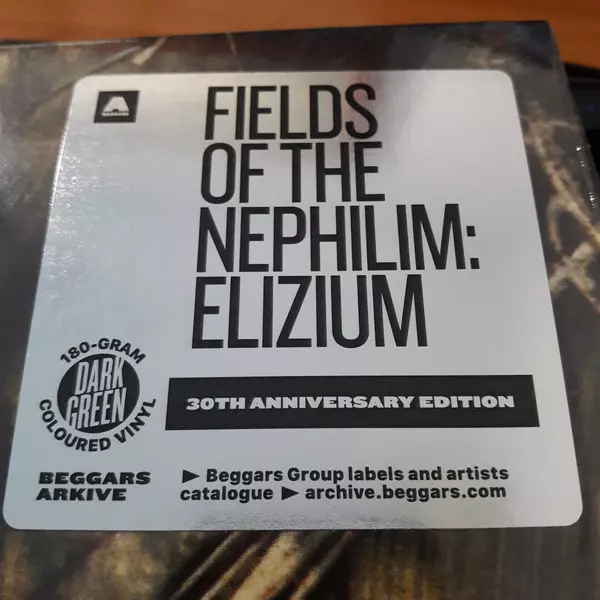 A
FIELDS
OF THE
NEPHILIM:
ELIZIUM
180-GRAM
DARK
GREEN
COLOURED VINYL
30TH ANNIVERSARY EDITION
BEGGARS
ARKIVE
► Beggars Group labels and artists
catalogue ► archive.beggars.com